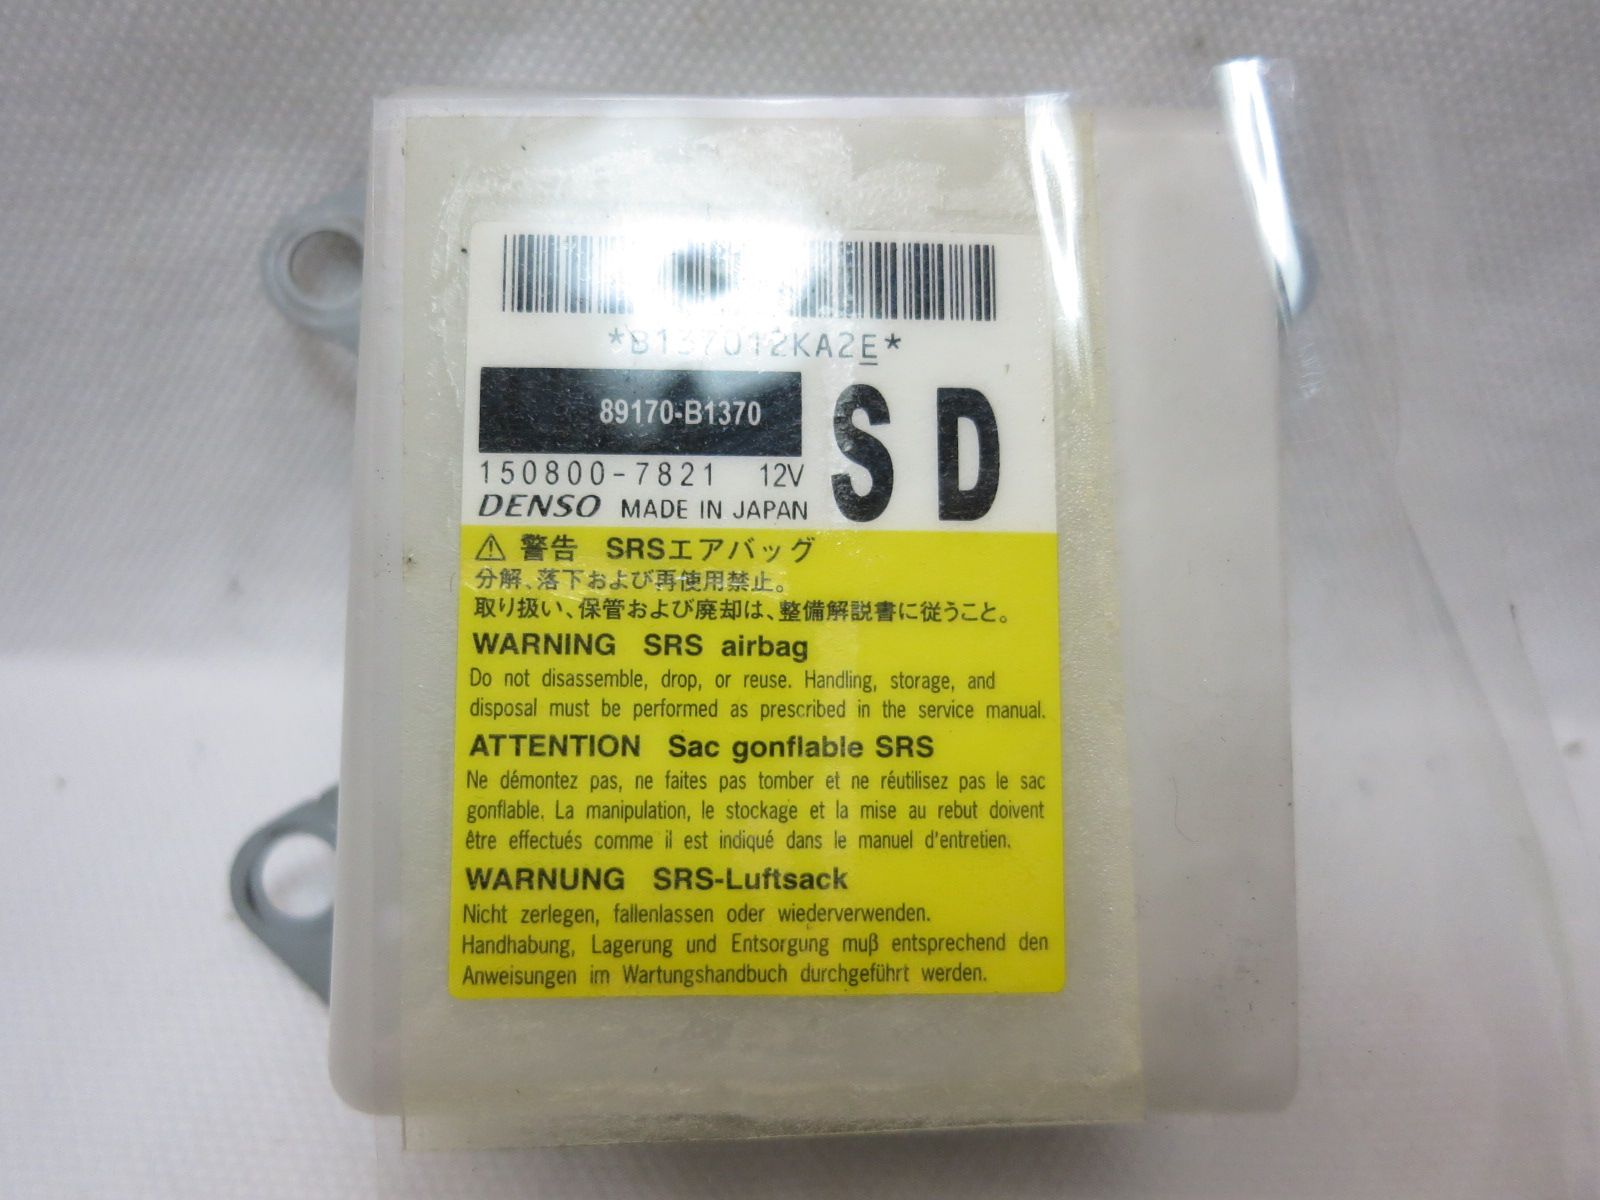 *B137012KA2E*
89170-B1370
SD
150800-7821 12V
DENSO MADE IN JAPAN
⚠ 警告 SRSエアバッグ
分解、落下および再使用禁止。
取り扱い、保管および廃却は、整備解説書に従うこと。
WARNING SRS airbag
Do not disassemble, drop, or reuse. Handling, storage, and
disposal must be performed as prescribed in the service manual.
ATTENTION Sac gonflable SRS
Ne démontez pas, ne faites pas tomber et ne réutilisez pas le sac
gonflable. La manipulation, le stockage et la mise au rebut doivent
être effectués comme il est indiqué dans le manuel d'entretien.
WARNUNG SRS-Luftsack
Nicht zerlegen, fallenlassen oder wiederverwenden.
Handhabung, Lagerung und Entsorgung muβ entsprechend den
Anweisungen im Wartungshandbuch durchgeführt werden.